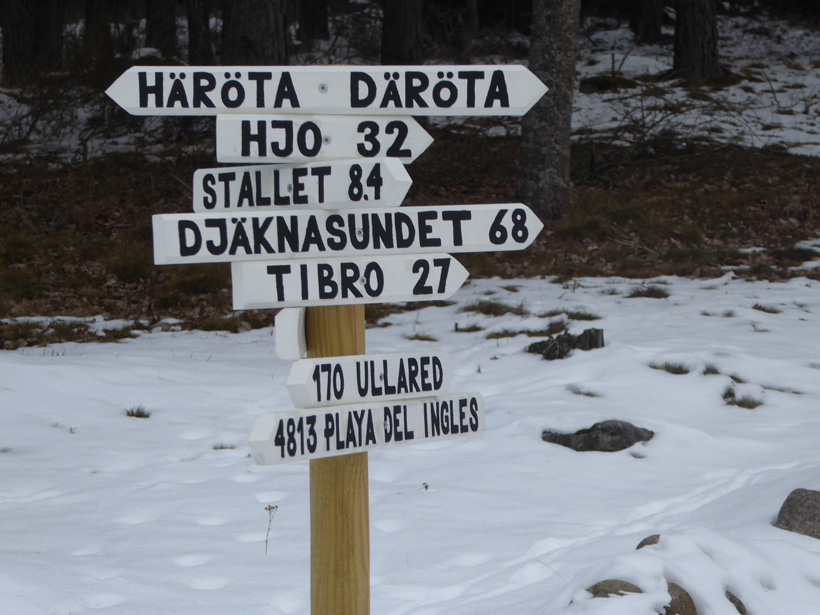 HÄRÖTA DÄRÖTA
HJO 32
STALLET 8.4
DJÄKNASUNDET 68
TIBRO 27
170 ULLARED
4813 PLAYA DEL INGLES